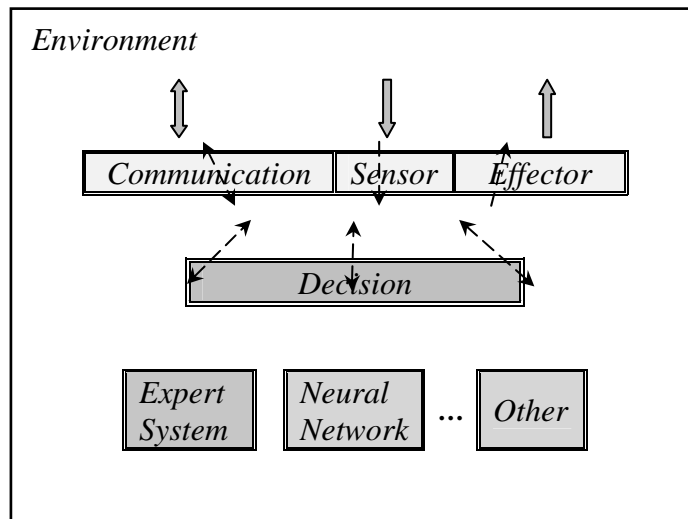 Environment
Communication Sensor Effector
Decision
Expert Neural
System Network ... Other